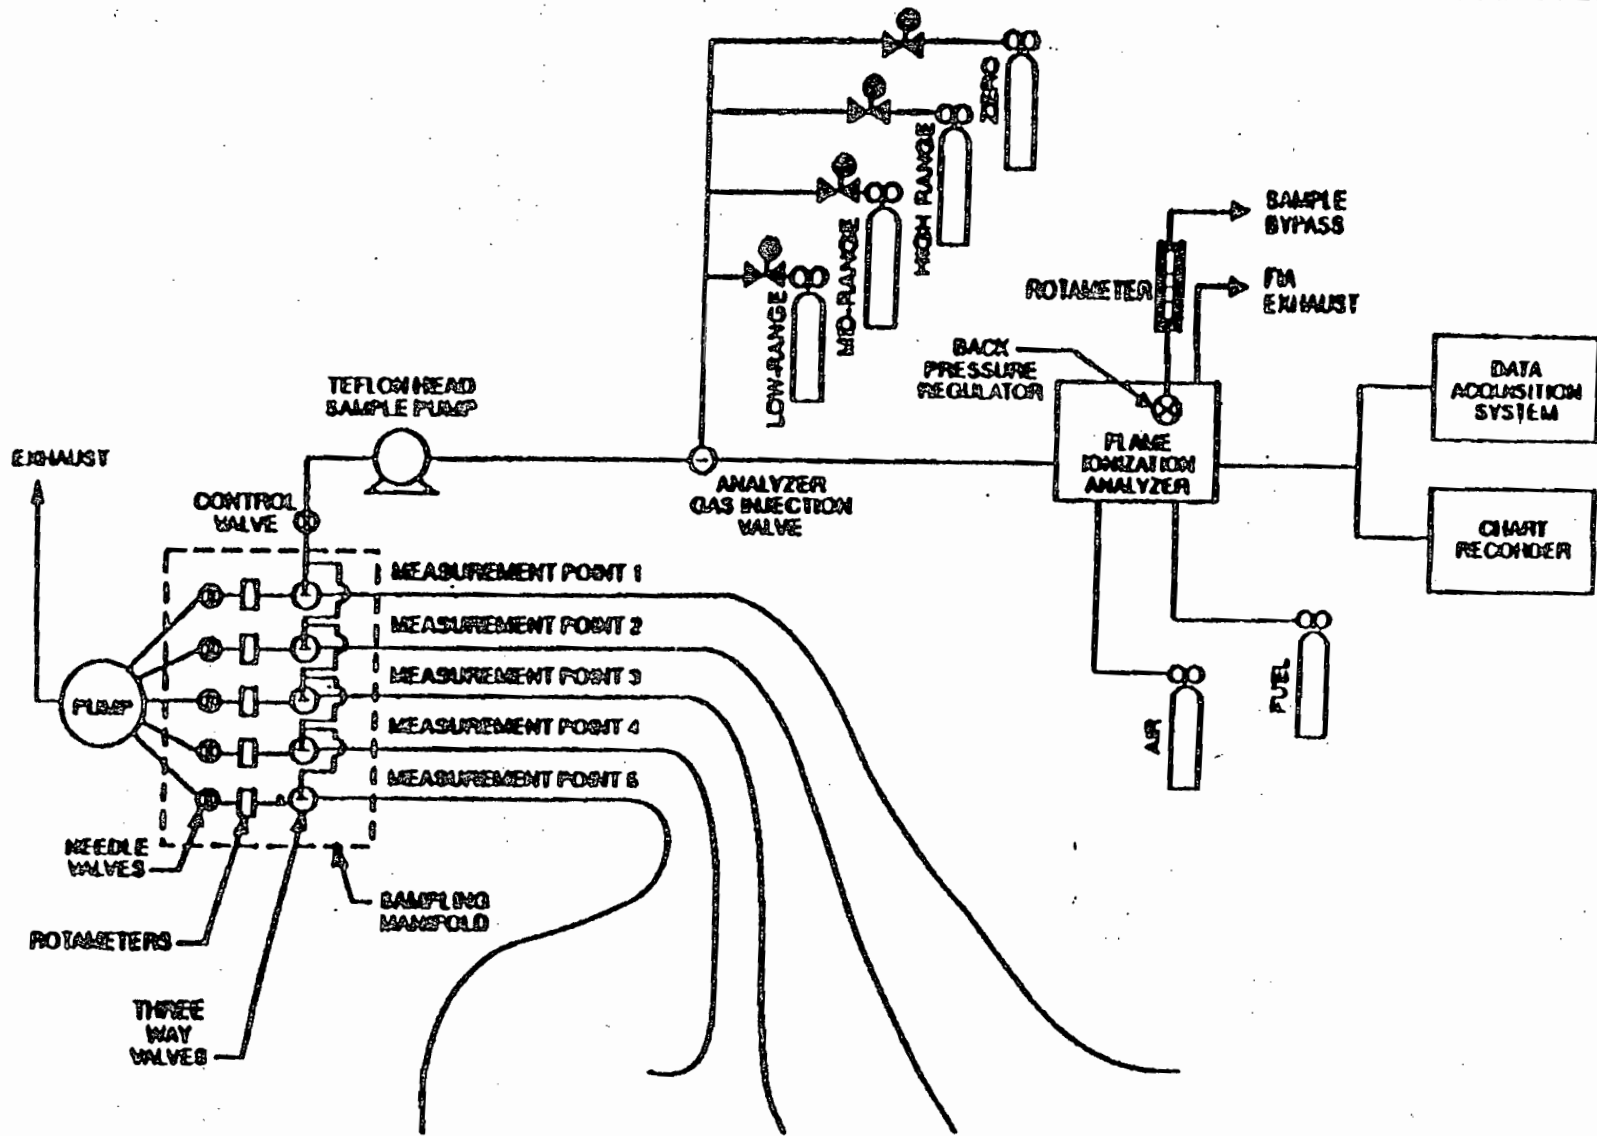 ZERO
HIGH RANGE
MID-RANGE
LOW-RANGE
SAMPLE
BYPASS
ROTAMETER
FIA
EXHAUST
BACK
PRESSURE
REGULATOR
DATA
ACQUISITION
SYSTEM
TEFLON HEAD
SAMPLE PUMP
EXHAUST
FLAME
IONIZATION
ANALYZER
CONTROL
VALVE
ANALYZER
GAS INJECTION
VALVE
CHART
RECORDER
MEASUREMENT POINT 1
MEASUREMENT POINT 2
MEASUREMENT POINT 3
MEASUREMENT POINT 4
MEASUREMENT POINT 5
PUMP
AIR
FUEL
NEEDLE
VALVES
SAMPLING
MANIFOLD
ROTAMETERS
THREE
WAY
VALVES